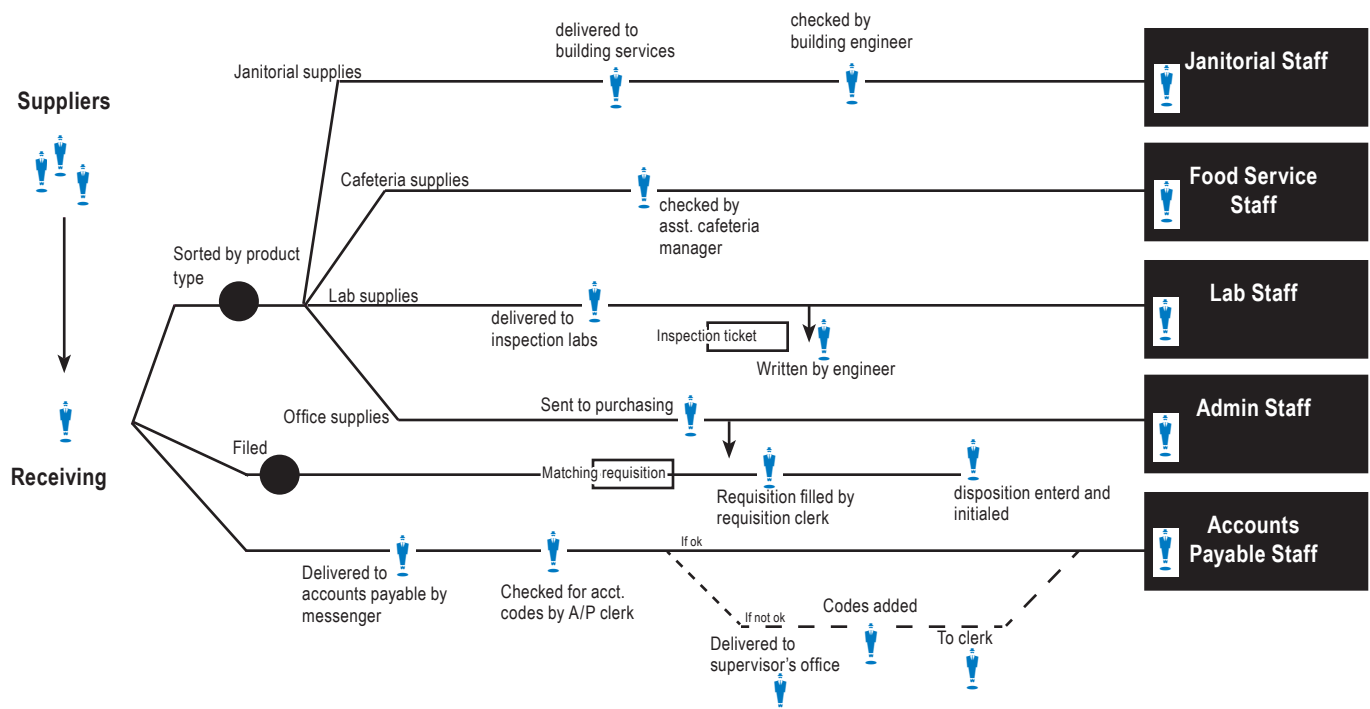 Suppliers
Receiving
Sorted by product
type
Janitorial supplies
delivered to
building services
checked by
building engineer
Janitorial Staff
Cafeteria supplies
checked by
asst. cafeteria
manager
Food Service
Staff
Lab supplies
delivered to
inspection labs
Inspection ticket
Written by engineer
Lab Staff
Office supplies
Sent to purchasing
Admin Staff
Filed
Matching requisition
Requisition filled by
requisition clerk
disposition enterd and
initialed
Delivered to
accounts payable by
messenger
Checked for acct.
codes by A/P clerk
If ok
If not ok
Delivered to
supervisor's office
Codes added
To clerk
Accounts
Payable Staff